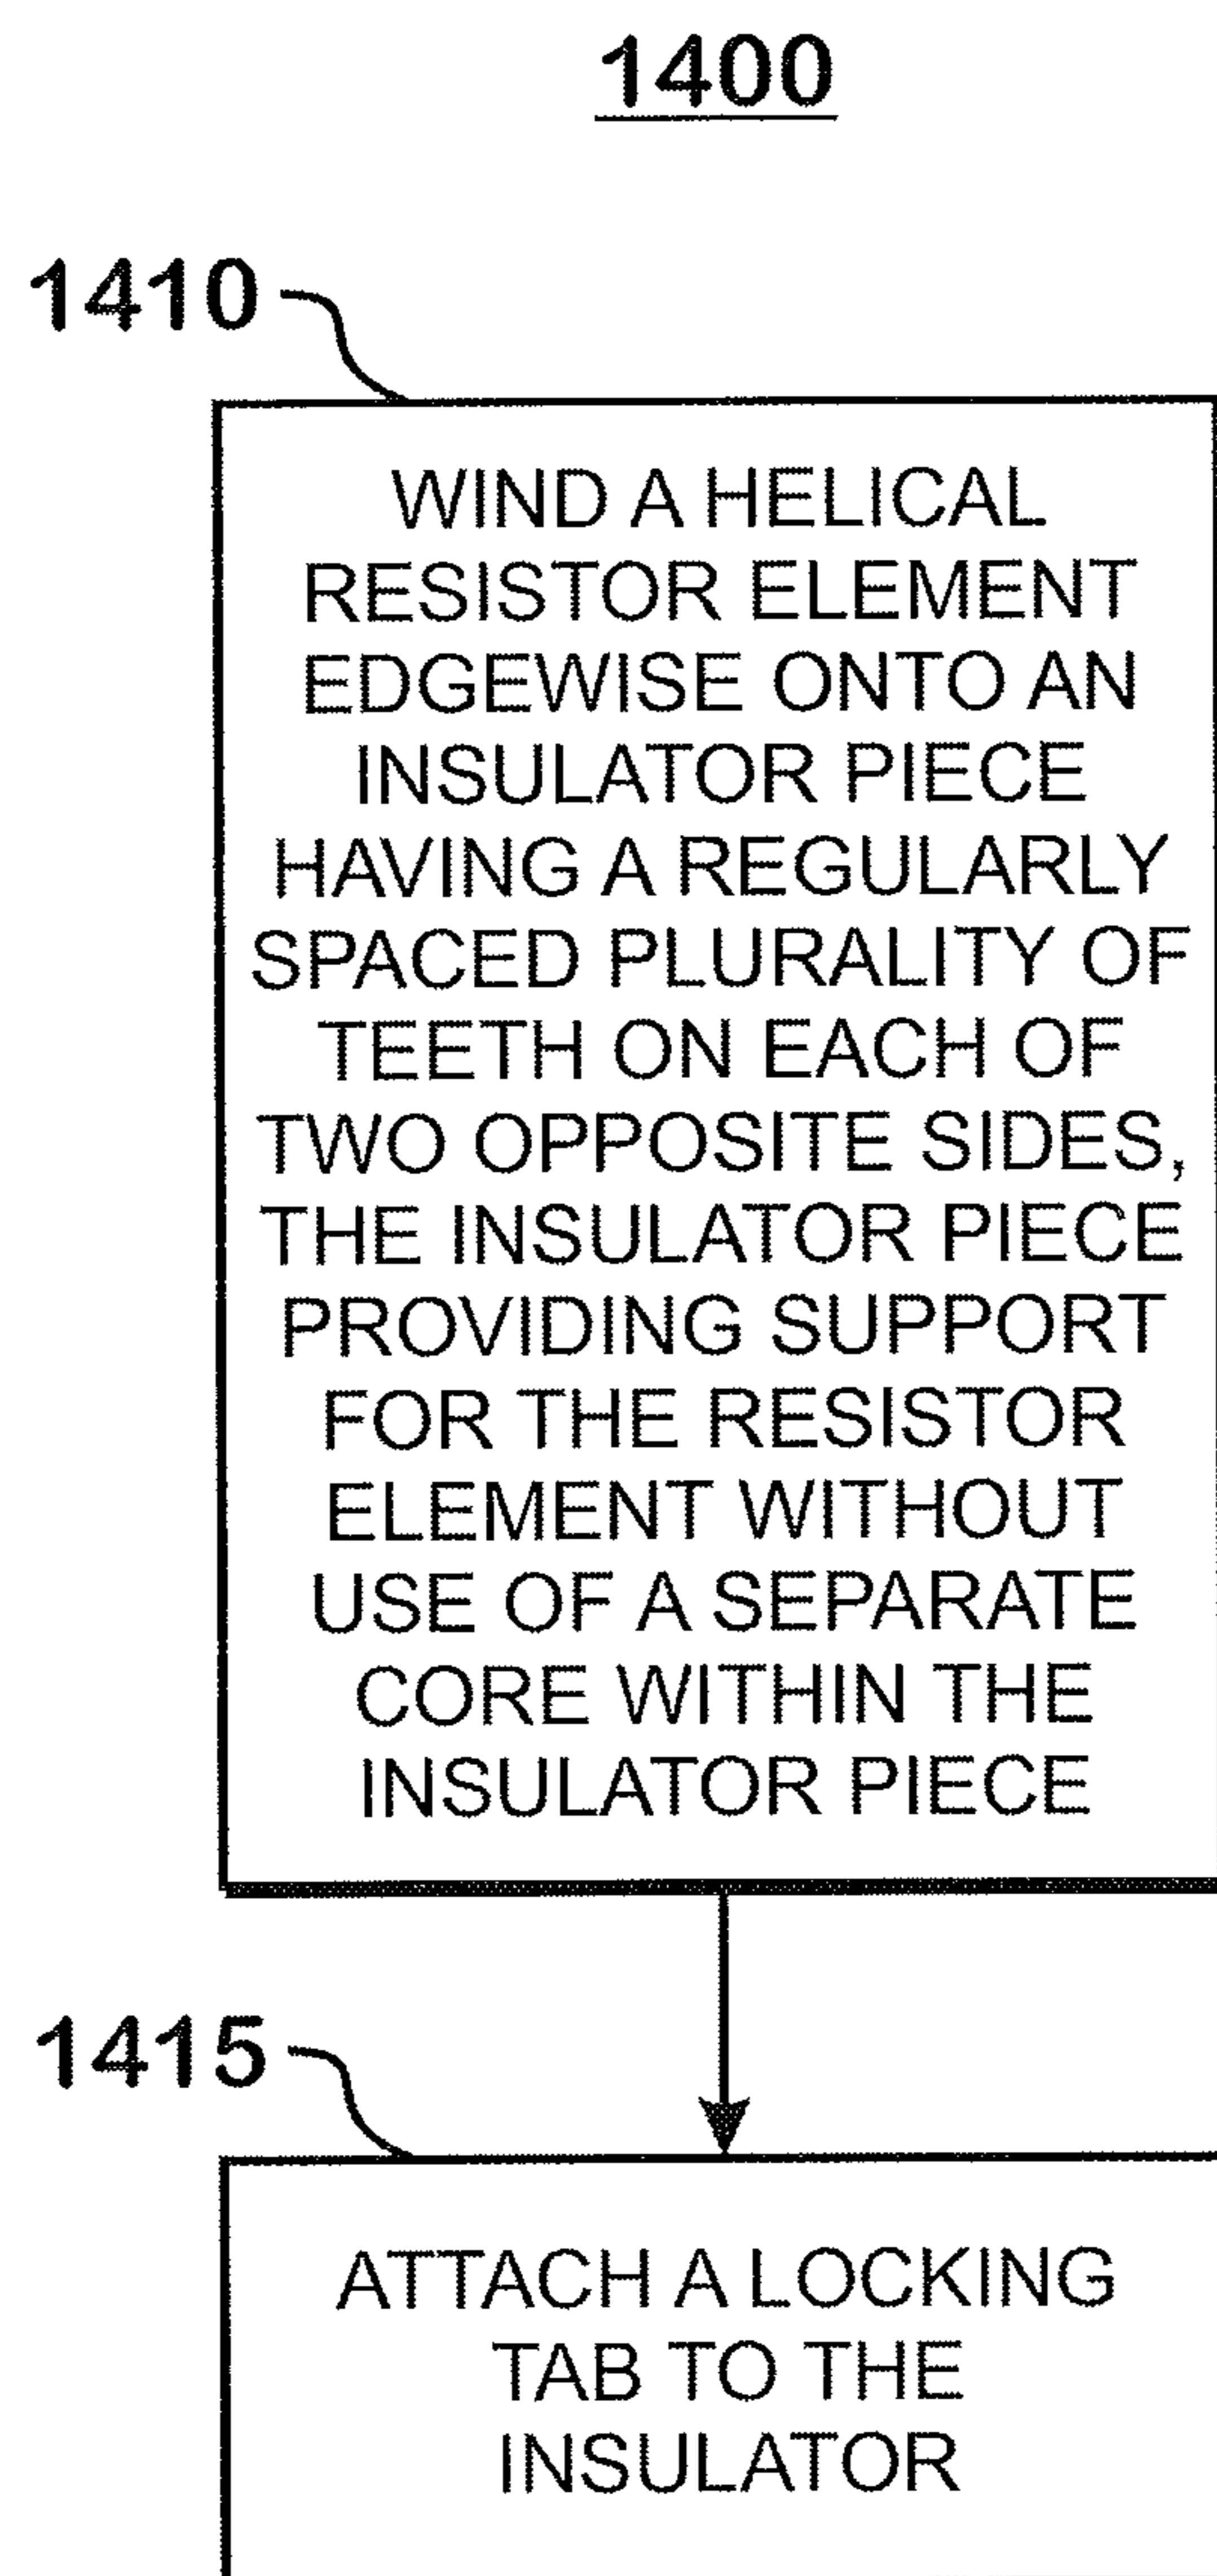 1400
1410
WIND A HELICAL
RESISTOR ELEMENT
EDGEWISE ONTO AN
INSULATOR PIECE
HAVING A REGULARLY
SPACED PLURALITY OF
TEETH ON EACH OF
TWO OPPOSITE SIDES,
THE INSULATOR PIECE
PROVIDING SUPPORT
FOR THE RESISTOR
ELEMENT WITHOUT
USE OF A SEPARATE
CORE WITHIN THE
INSULATOR PIECE
1415
ATTACH A LOCKING
TAB TO THE
INSULATOR